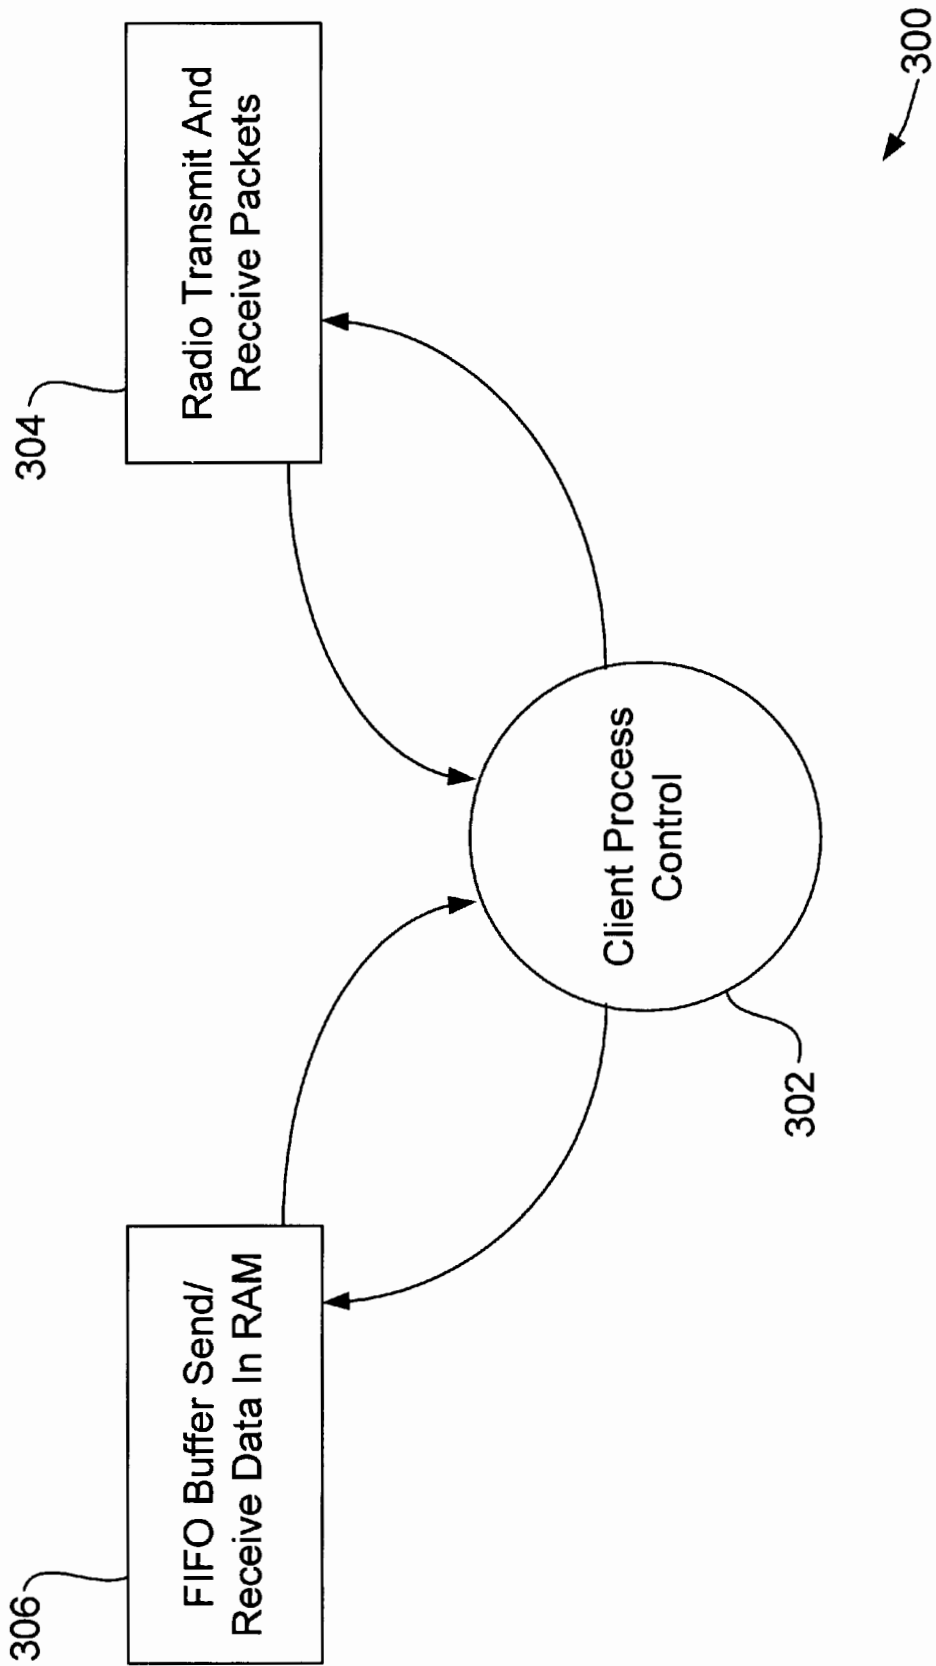 306
FIFO Buffer Send/
Receive Data In RAM
304
Radio Transmit And
Receive Packets
Client Process
Control
302
300